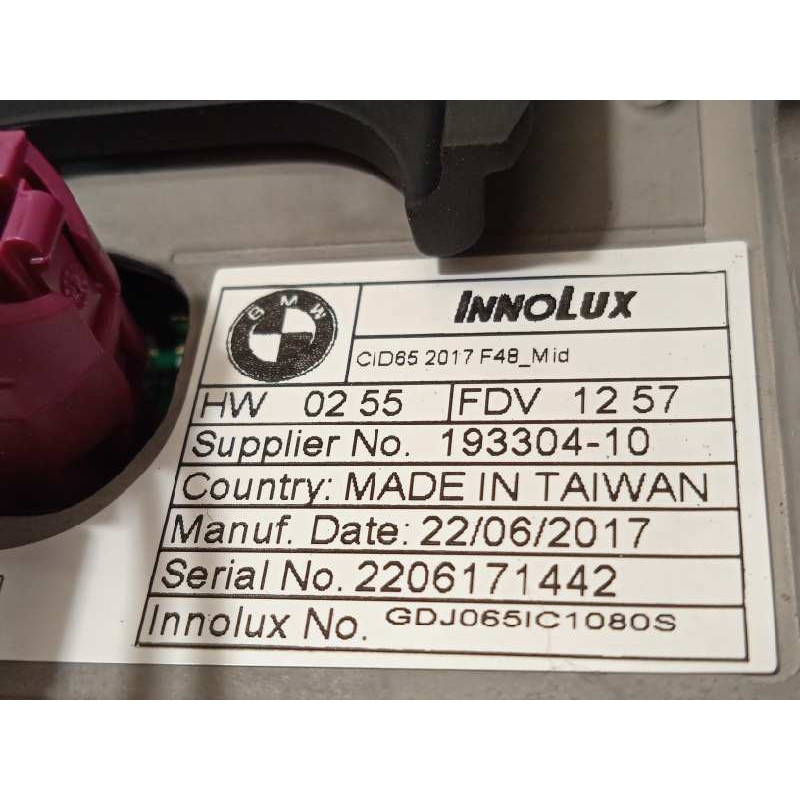 BMW
INNOLUX
CID65 2017 F48_Mid
HW 02 55 FDV 12 57
Supplier No. 193304-10
Country: MADE IN TAIWAN
Manuf. Date: 22/06/2017
Serial No. 2206171442
Innolux No. GDJ065IC1080S